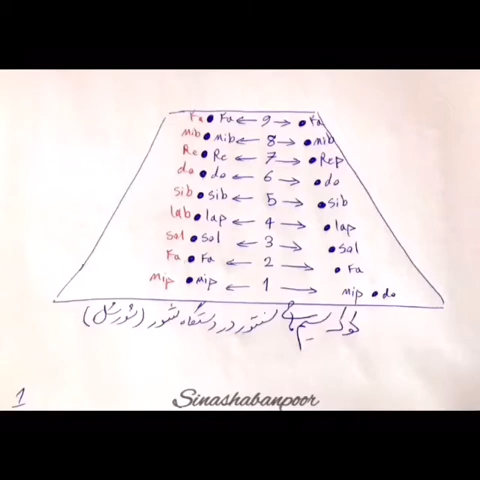 Fa • Fa ← 9 → • Fa
mib • mib ← 8 → • mib
Re • Re ← 7 → • Rep
do • do ← 6 → • do
sib • sib ← 5 → • sib
lab • lap ← 4 → • lap
sol • sol ← 3 → • sol
Fa • Fa ← 2 → • Fa
mip • mip ← 1 → mip • do
کوک سیم های سنتور در دستگاه شور (شور سل)
1
Sinashabanpoor